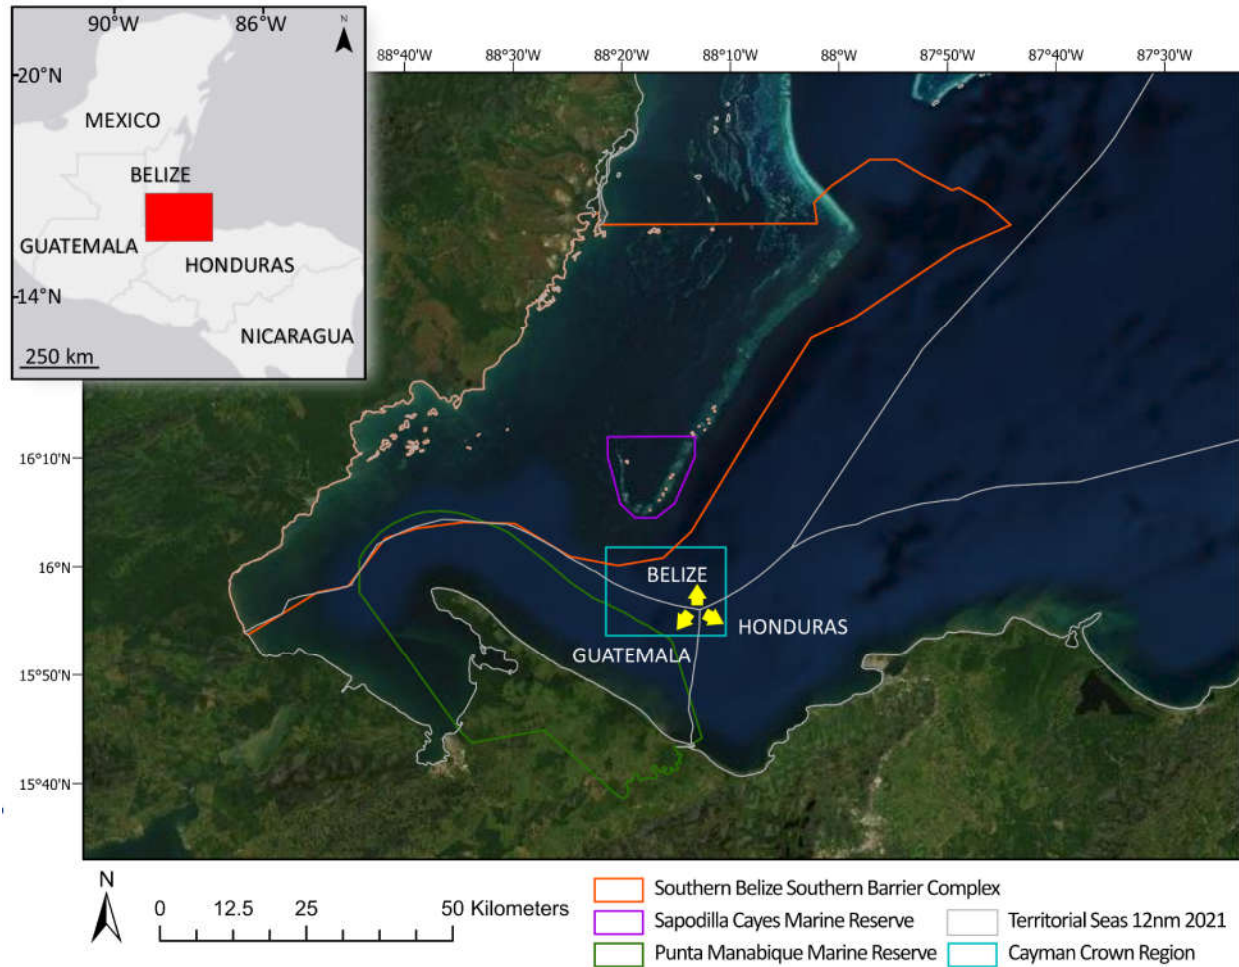 90°W 86°W
N
20°N
MEXICO
BELIZE
GUATEMALA
HONDURAS
14°N
NICARAGUA
250 km
88°40'W 88°30'W 88°20'W 88°10'W 88°W 87°50'W 87°40'W 87°30'W
16°10'N
16°N
15°50'N
15°40'N
BELIZE
HONDURAS
GUATEMALA
N
0 12.5 25 50 Kilometers
Southern Belize Southern Barrier Complex
Sapodilla Cayes Marine Reserve
Territorial Seas 12nm 2021
Punta Manabique Marine Reserve
Cayman Crown Region